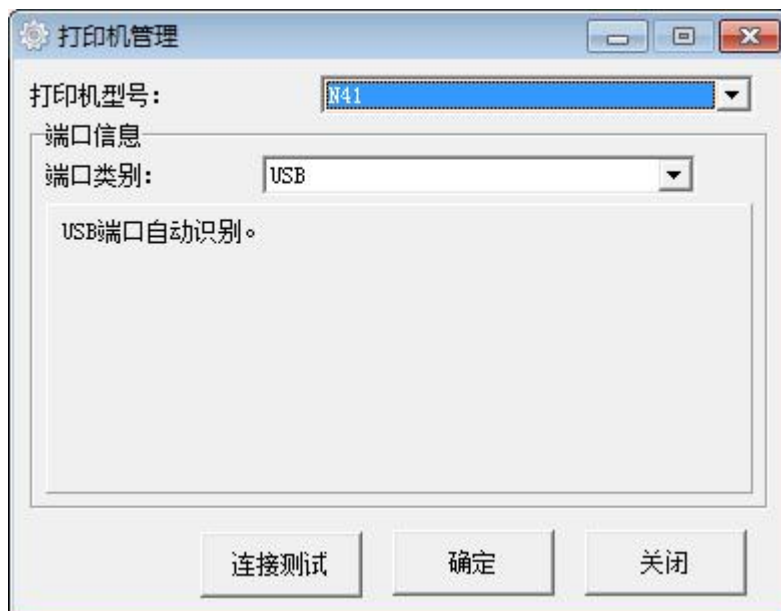 打印机管理
打印机型号: N41
端口信息
端口类别: USB
USB端口自动识别。
连接测试 确定 关闭